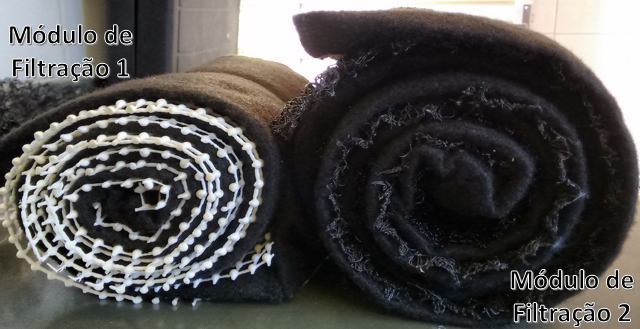 Módulo de
Filtração 1
Módulo de
Filtração 2